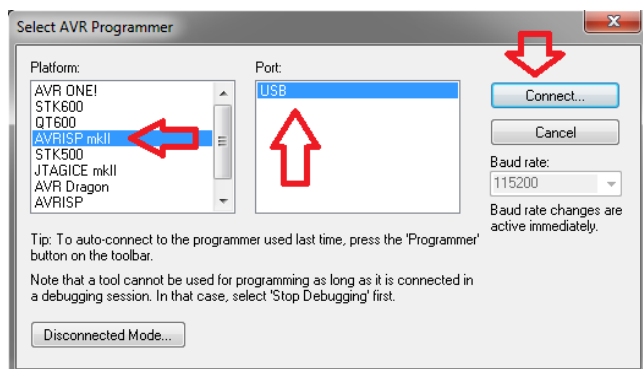 Select AVR Programmer
Platform:
AVR ONE!
STK600
QT600
AVRISP mkII
STK500
JTAGICE mkII
AVR Dragon
AVRISP
Port:
USB
Connect...
Cancel
Baud rate:
115200
Baud rate changes are
active immediately.
Tip: To auto-connect to the programmer used last time, press the 'Programmer'
button on the toolbar.
Note that a tool cannot be used for programming as long as it is connected in
a debugging session. In that case, select 'Stop Debugging' first.
Disconnected Mode...